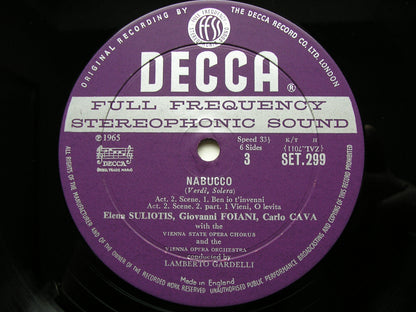 ORIGINAL RECORDING BY
THE DECCA RECORD CO. LTD. LONDON
FULL FREQUENCY RANGE
ffss
DECCA®
FULL FREQUENCY
STEREOPHONIC SOUND
℗ 1965
Speed 33⅓
6 Sides
3
K/T H
SET.299
NABUCCO
(Verdi, Solera)
Act. 2. Scene. 1. Ben io t'invenni
Act. 2. Scene. 2. part. 1 Vieni, O levita
Elena SULIOTIS, Giovanni FOIANI, Carlo CAVA
with the
VIENNA STATE OPERA CHORUS
and the
VIENNA OPERA ORCHESTRA
conducted by
LAMBERTO GARDELLI
Made in England
ALL RIGHTS OF THE MANUFACTURER AND OF THE OWNER OF THE RECORDED WORK RESERVED UNAUTHORISED PUBLIC PERFORMANCE BROADCASTING AND COPYING OF THIS RECORD PROHIBITED